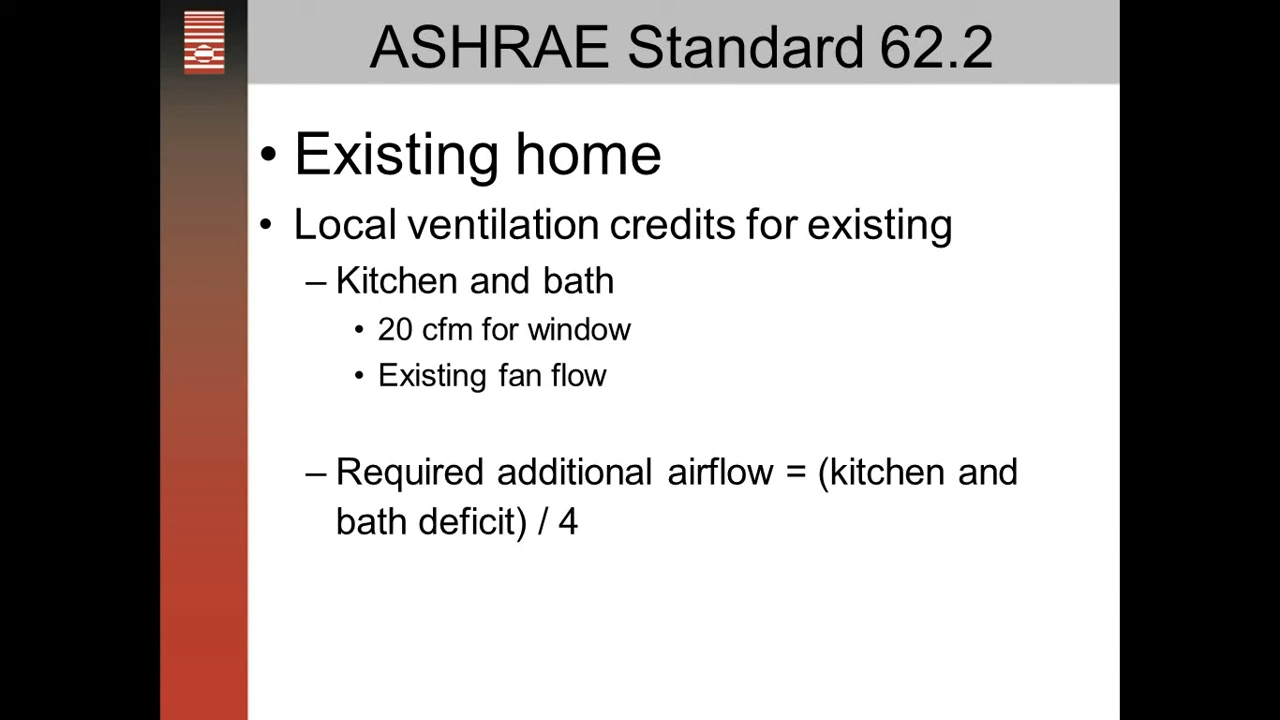 ASHRAE Standard 62.2
• Existing home
• Local ventilation credits for existing
– Kitchen and bath
• 20 cfm for window
• Existing fan flow
– Required additional airflow = (kitchen and
bath deficit) / 4